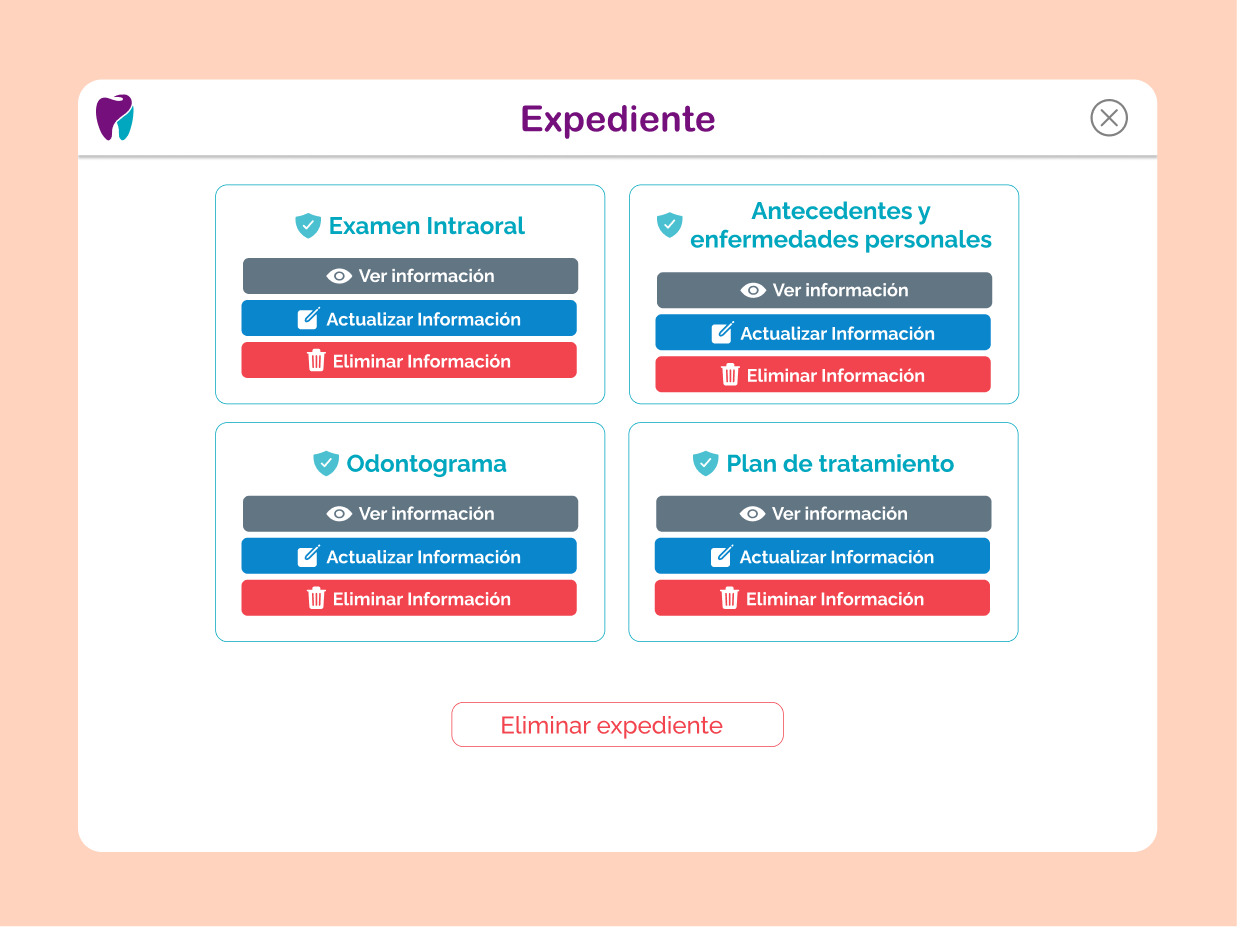 Expediente
Examen Intraoral
Ver información
Actualizar Información
Eliminar Información
Antecedentes y
enfermedades personales
Ver información
Actualizar Información
Eliminar Información
Odontograma
Ver información
Actualizar Información
Eliminar Información
Plan de tratamiento
Ver información
Actualizar Información
Eliminar Información
Eliminar expediente